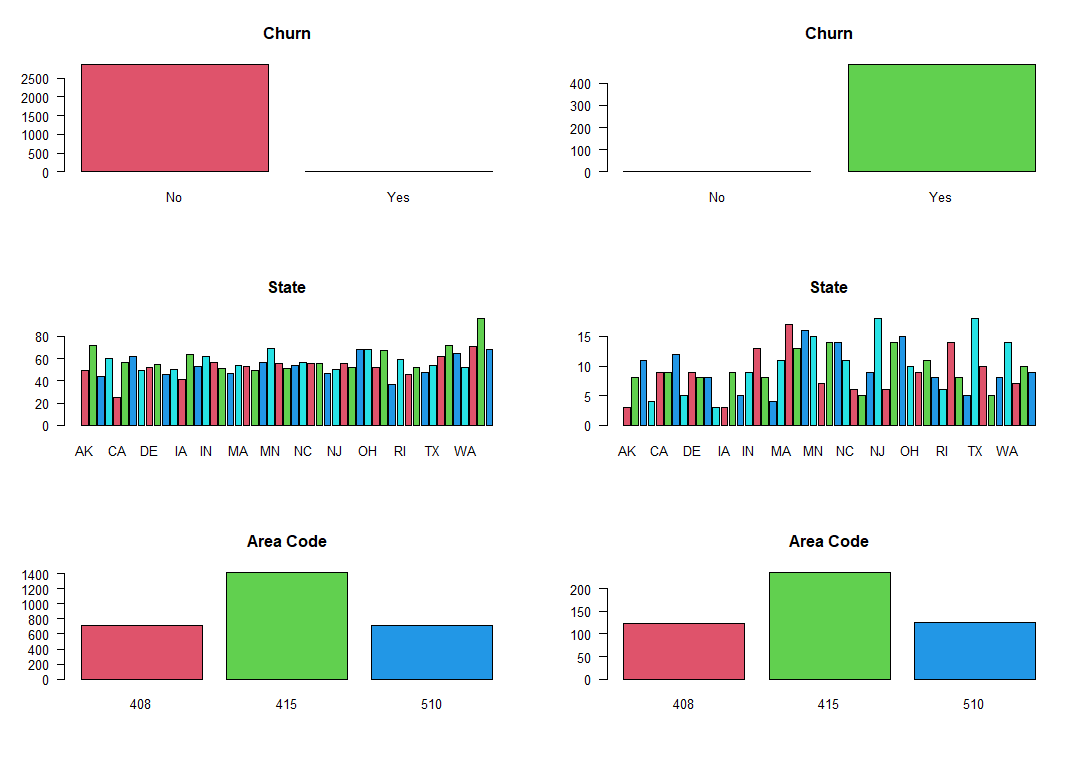 Churn
2500
2000
1500
1000
500
0
No Yes
Churn
400
300
200
100
0
No Yes
State
80
60
40
20
0
AK CA DE IA IN MA MN NC NJ OH RI TX WA
State
15
10
5
0
AK CA DE IA IN MA MN NC NJ OH RI TX WA
Area Code
1400
1200
1000
800
600
400
200
0
408 415 510
Area Code
200
150
100
50
0
408 415 510